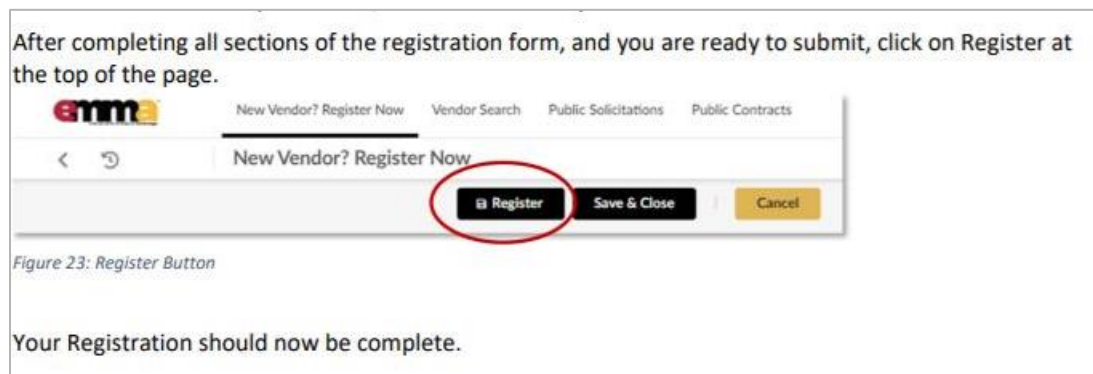 After completing all sections of the registration form, and you are ready to submit, click on Register at
the top of the page.
emma
New Vendor? Register Now Vendor Search Public Solicitations Public Contracts
New Vendor? Register Now
Register Save & Close Cancel
Figure 23: Register Button
Your Registration should now be complete.